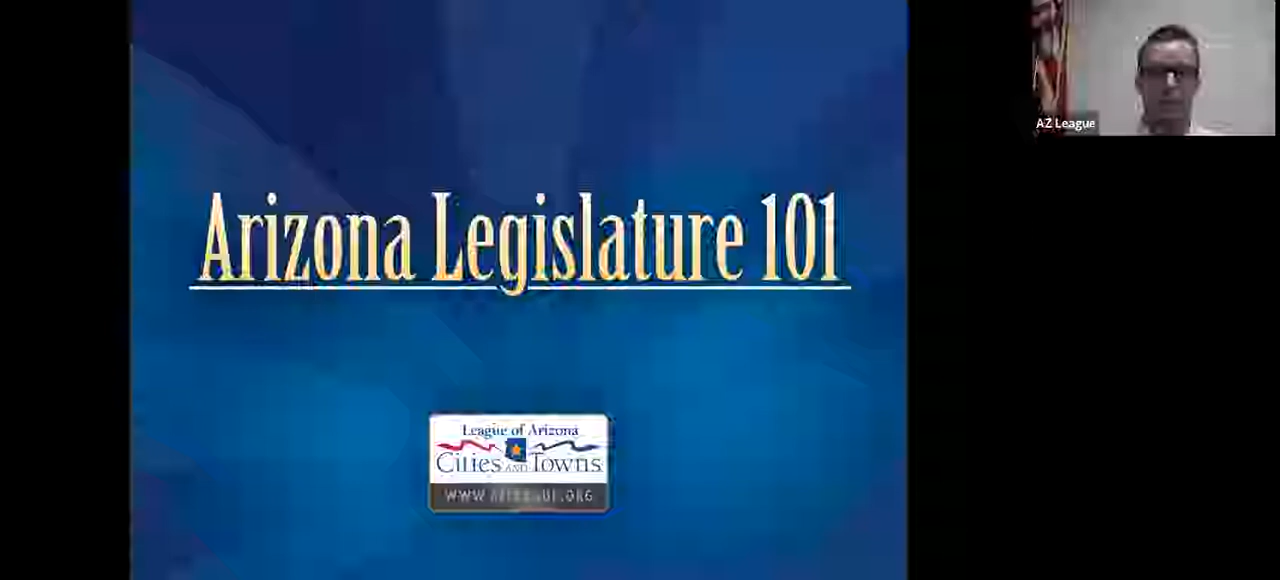 Arizona Legislature 101
League of Arizona
Cities AND Towns
AZ League